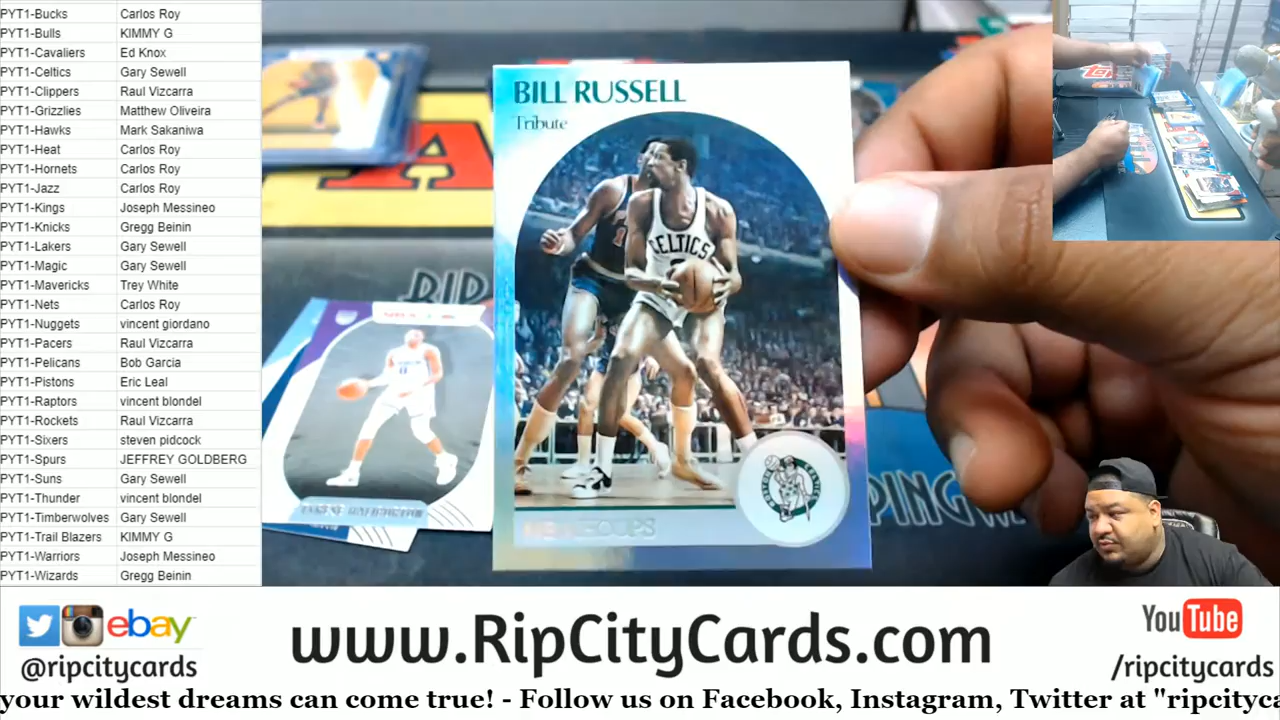 PYT1-Bucks Carlos Roy
PYT1-Bulls KIMMY G
PYT1-Cavaliers Ed Knox
PYT1-Celtics Gary Sewell
PYT1-Clippers Raul Vizcarra
PYT1-Grizzlies Matthew Oliveira
PYT1-Hawks Mark Sakaniwa
PYT1-Heat Carlos Roy
PYT1-Hornets Carlos Roy
PYT1-Jazz Carlos Roy
PYT1-Kings Joseph Messineo
PYT1-Knicks Gregg Beinin
PYT1-Lakers Gary Sewell
PYT1-Magic Gary Sewell
PYT1-Mavericks Trey White
PYT1-Nets Carlos Roy
PYT1-Nuggets vincent giordano
PYT1-Pacers Raul Vizcarra
PYT1-Pelicans Bob Garcia
PYT1-Pistons Eric Leal
PYT1-Raptors vincent blondel
PYT1-Rockets Raul Vizcarra
PYT1-Sixers steven pidcock
PYT1-Spurs JEFFREY GOLDBERG
PYT1-Suns Gary Sewell
PYT1-Thunder vincent blondel
PYT1-Timberwolves Gary Sewell
PYT1-Trail Blazers KIMMY G
PYT1-Warriors Joseph Messineo
PYT1-Wizards Gregg Beinin
BILL RUSSELL
Tribute
CELTICS
HOOPS
RIP
PING
ebay
@ripcitycards
www.RipCityCards.com
YouTube
/ripcitycards
your wildest dreams can come true! - Follow us on Facebook, Instagram, Twitter at "ripcityca